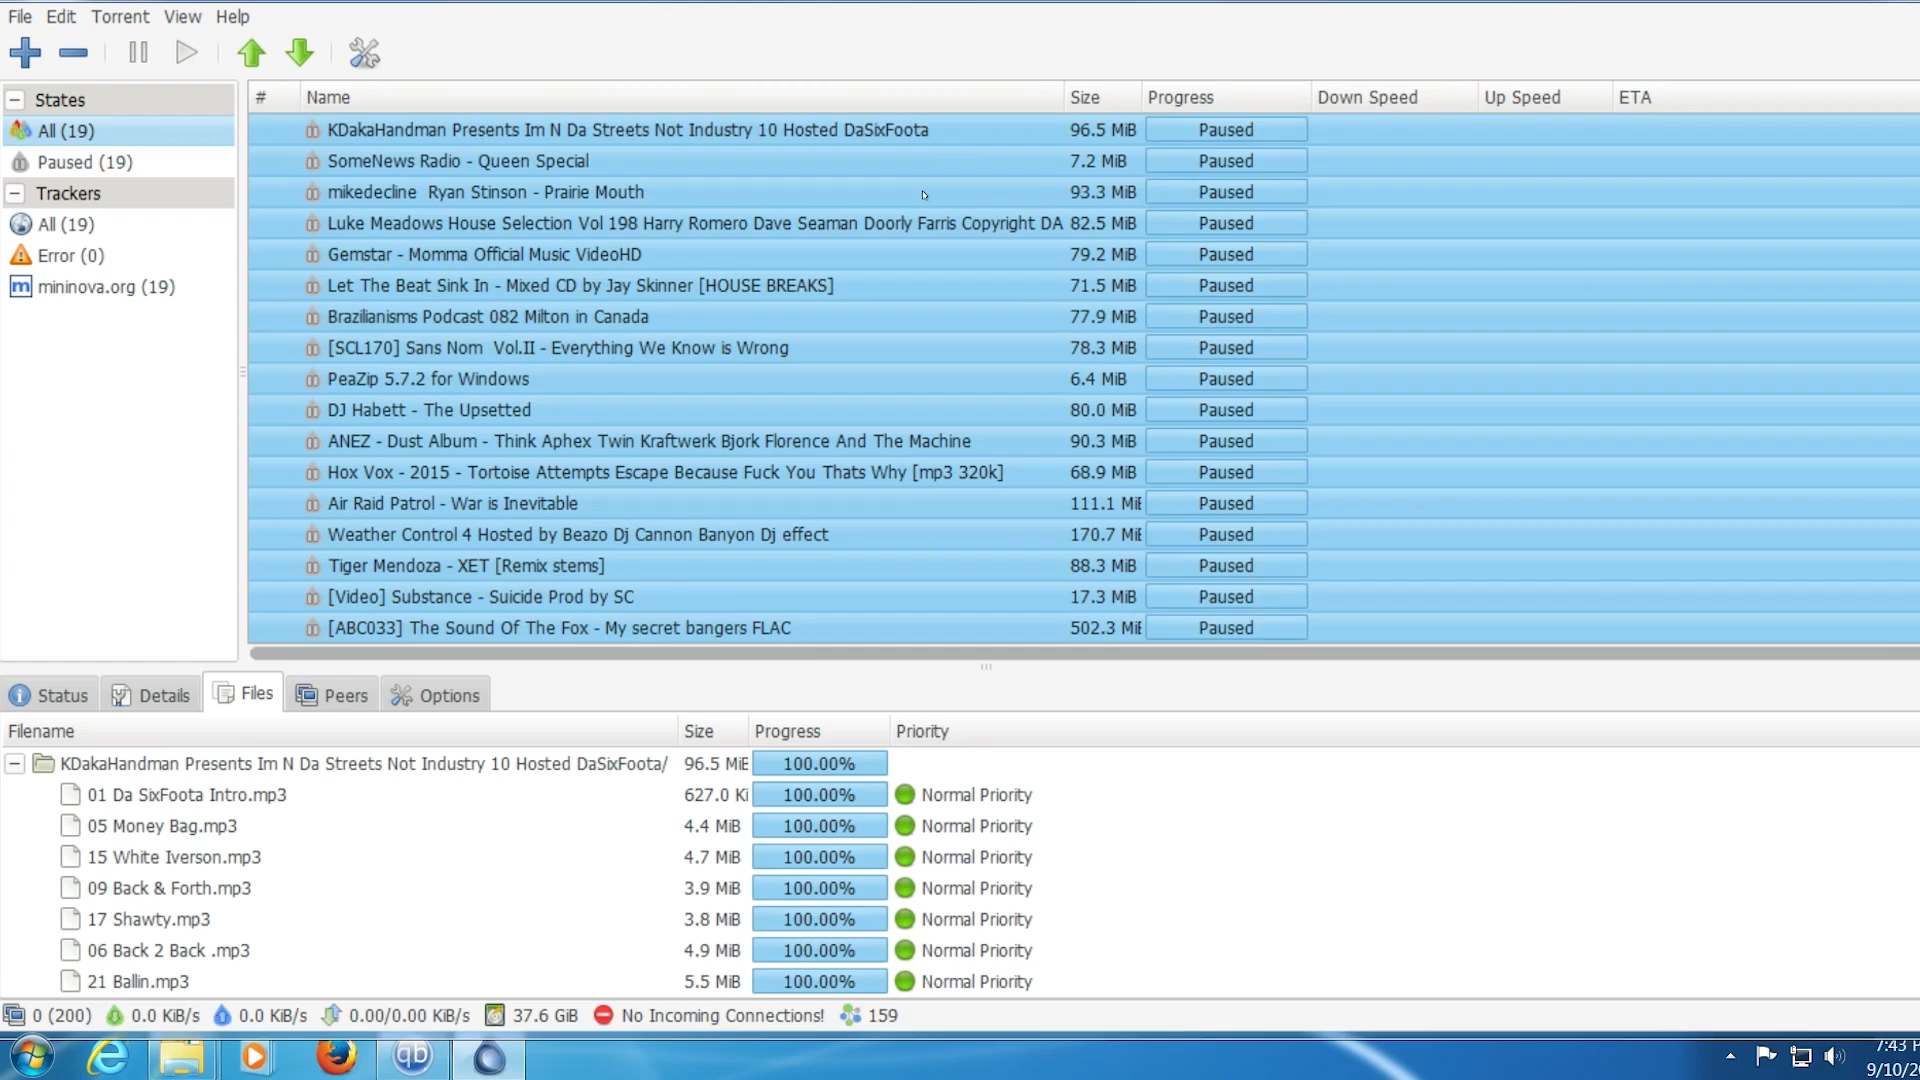 File Edit Torrent View Help
States
All (19)
Paused (19)
Trackers
All (19)
Error (0)
mininova.org (19)
# Name Size Progress Down Speed Up Speed ETA
KDakaHandman Presents Im N Da Streets Not Industry 10 Hosted DaSixFoota 96.5 MiB Paused
SomeNews Radio - Queen Special 7.2 MiB Paused
mikedecline Ryan Stinson - Prairie Mouth 93.3 MiB Paused
Luke Meadows House Selection Vol 198 Harry Romero Dave Seaman Doorly Farris Copyright DA 82.5 MiB Paused
Gemstar - Momma Official Music VideoHD 79.2 MiB Paused
Let The Beat Sink In - Mixed CD by Jay Skinner [HOUSE BREAKS] 71.5 MiB Paused
Brazilianisms Podcast 082 Milton in Canada 77.9 MiB Paused
[SCL170] Sans Nom Vol.II - Everything We Know is Wrong 78.3 MiB Paused
PeaZip 5.7.2 for Windows 6.4 MiB Paused
DJ Habett - The Upsetted 80.0 MiB Paused
ANEZ - Dust Album - Think Aphex Twin Kraftwerk Bjork Florence And The Machine 90.3 MiB Paused
Hox Vox - 2015 - Tortoise Attempts Escape Because Fuck You Thats Why [mp3 320k] 68.9 MiB Paused
Air Raid Patrol - War is Inevitable 111.1 MiB Paused
Weather Control 4 Hosted by Beazo Dj Cannon Banyon Dj effect 170.7 MiB Paused
Tiger Mendoza - XET [Remix stems] 88.3 MiB Paused
[Video] Substance - Suicide Prod by SC 17.3 MiB Paused
[ABC033] The Sound Of The Fox - My secret bangers FLAC 502.3 MiB Paused
Status Details Files Peers Options
Filename Size Progress Priority
KDakaHandman Presents Im N Da Streets Not Industry 10 Hosted DaSixFoota/ 96.5 MiB 100.00%
01 Da SixFoota Intro.mp3 627.0 Ki 100.00% Normal Priority
05 Money Bag.mp3 4.4 MiB 100.00% Normal Priority
15 White Iverson.mp3 4.7 MiB 100.00% Normal Priority
09 Back & Forth.mp3 3.9 MiB 100.00% Normal Priority
17 Shawty.mp3 3.8 MiB 100.00% Normal Priority
06 Back 2 Back .mp3 4.9 MiB 100.00% Normal Priority
21 Ballin.mp3 5.5 MiB 100.00% Normal Priority
0 (200) 0.0 KiB/s 0.0 KiB/s 0.00/0.00 KiB/s 37.6 GiB No Incoming Connections! 159
qb
7:43 P
9/10/20